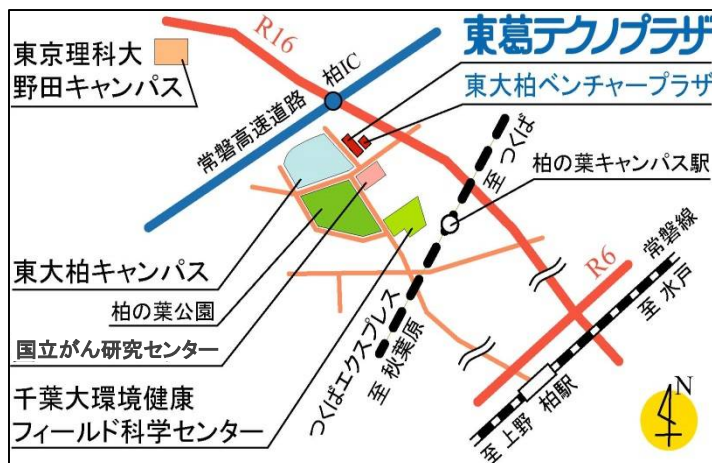 東京理科大
野田キャンパス
R16
柏IC
常磐高速道路
東葛テクノプラザ
東大柏ベンチャープラザ
至 つくば
柏の葉キャンパス駅
常磐線
R6
至 水戸
東大柏キャンパス
柏の葉公園
国立がん研究センター
つくばエクスプレス
至 秋葉原
千葉大環境健康
フィールド科学センター
至 上野
柏駅
N